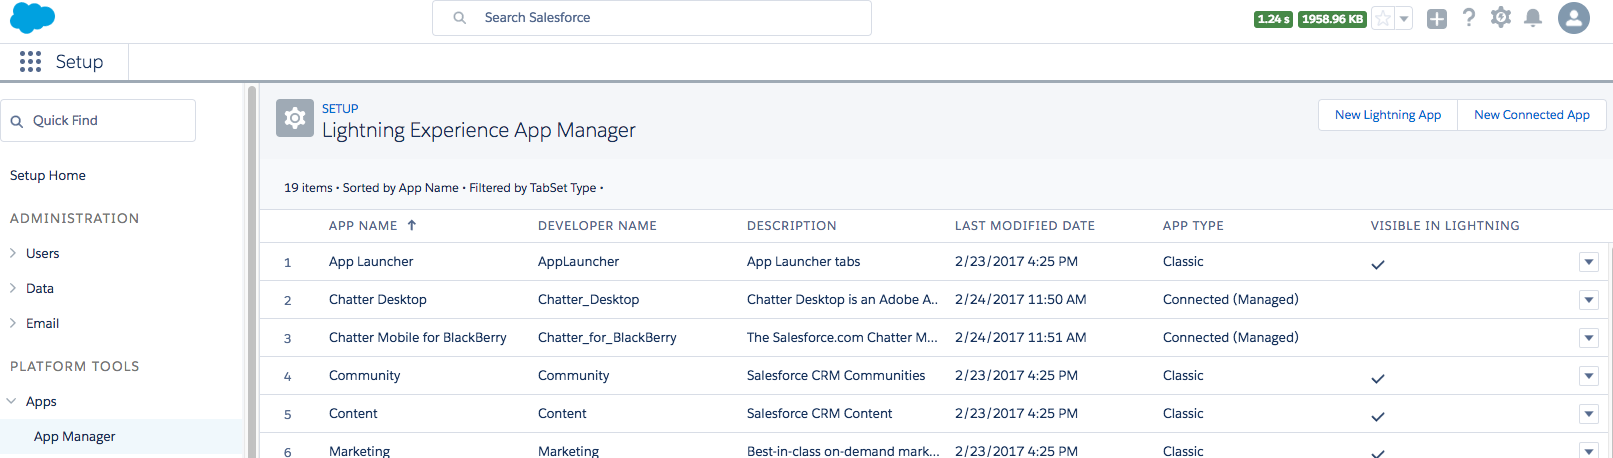 Search Salesforce
1.24 s 1958.96 KB
Setup
Quick Find
Setup Home
ADMINISTRATION
Users
Data
Email
PLATFORM TOOLS
Apps
App Manager
SETUP
Lightning Experience App Manager
New Lightning App New Connected App
19 items • Sorted by App Name • Filtered by TabSet Type •
APP NAME DEVELOPER NAME DESCRIPTION LAST MODIFIED DATE APP TYPE VISIBLE IN LIGHTNING
1 App Launcher AppLauncher App Launcher tabs 2/23/2017 4:25 PM Classic
2 Chatter Desktop Chatter_Desktop Chatter Desktop is an Adobe A... 2/24/2017 11:50 AM Connected (Managed)
3 Chatter Mobile for BlackBerry Chatter_for_BlackBerry The Salesforce.com Chatter M... 2/24/2017 11:51 AM Connected (Managed)
4 Community Community Salesforce CRM Communities 2/23/2017 4:25 PM Classic
5 Content Content Salesforce CRM Content 2/23/2017 4:25 PM Classic
6 Marketing Marketing Best-in-class on-demand mark... 2/23/2017 4:25 PM Classic